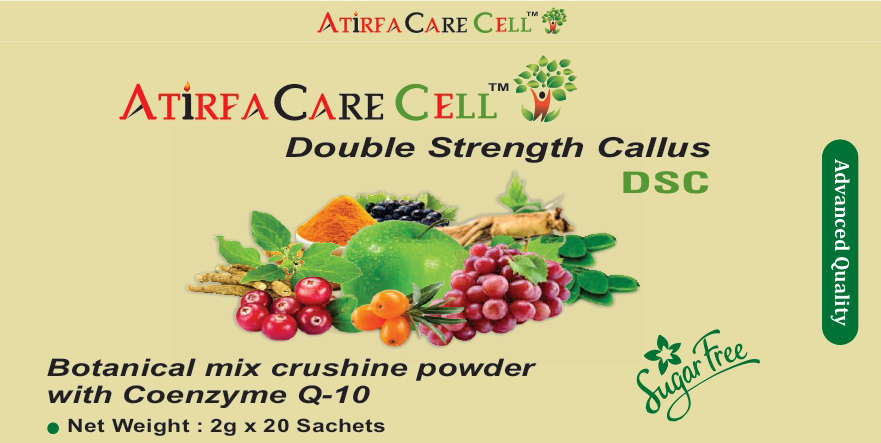 ATIRFA CARE CELL™
ATIRFA CARE CELL™
Double Strength Callus
DSC
Advanced Quality
Botanical mix crushine powder
with Coenzyme Q-10
Sugar Free
● Net Weight : 2g x 20 Sachets